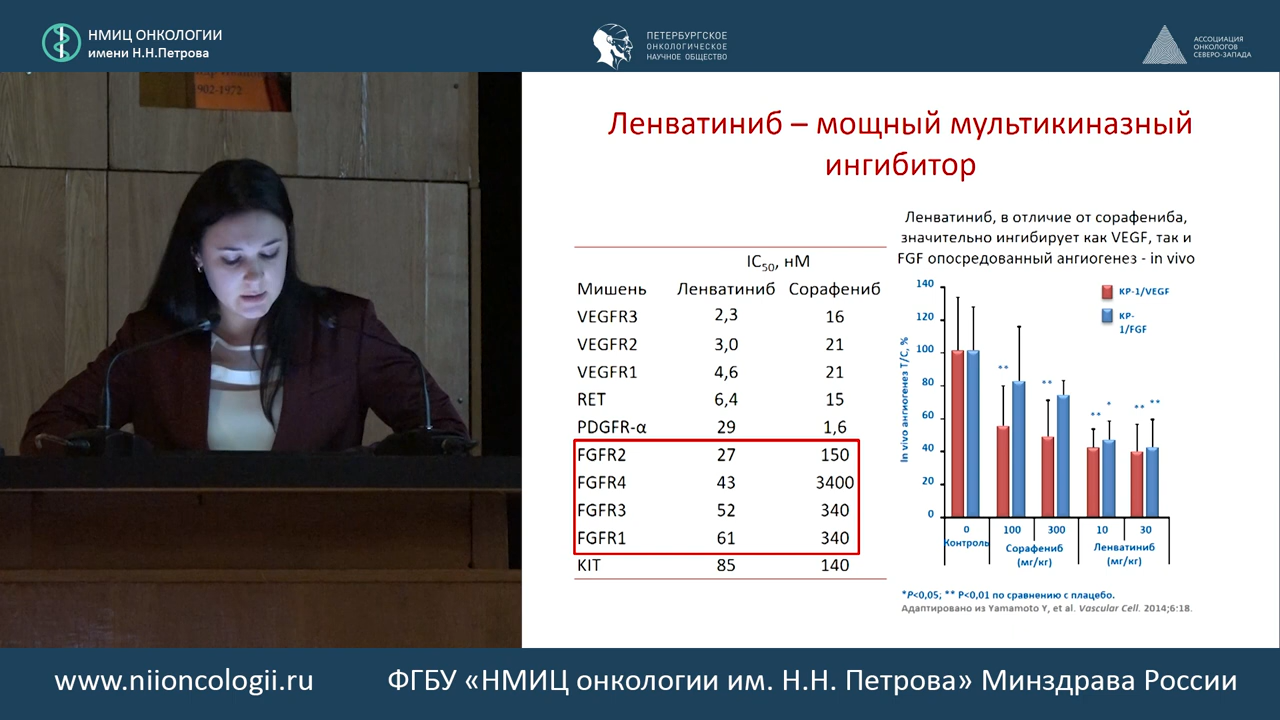 НМИЦ ОНКОЛОГИИ
имени Н.Н.Петрова
ПЕТЕРБУРГСКОЕ
ОНКОЛОГИЧЕСКОЕ
НАУЧНОЕ ОБЩЕСТВО
АССОЦИАЦИЯ
ОНКОЛОГОВ
СЕВЕРО-ЗАПАДА
902-1972
Ленватиниб – мощный мультикиназный
ингибитор
IC50, нМ
Мишень Ленватиниб Сорафениб
VEGFR3 2,3 16
VEGFR2 3,0 21
VEGFR1 4,6 21
RET 6,4 15
PDGFR-α 29 1,6
FGFR2 27 150
FGFR4 43 3400
FGFR3 52 340
FGFR1 61 340
KIT 85 140
Ленватиниб, в отличие от сорафениба,
значительно ингибирует как VEGF, так и
FGF опосредованный ангиогенез - in vivo
In vivo ангиогенез T/C, %
140
120
100
80
60
40
20
0
КР-1/VEGF
КР-
1/FGF
** ** ** * ** **
0 100 300 10 30
Контроль Сорафениб Ленватиниб
(мг/кг) (мг/кг)
*P<0,05; ** P<0,01 по сравнению с плацебо.
Адаптировано из Yamamoto Y, et al. Vascular Cell. 2014;6:18.
www.niioncologii.ru ФГБУ «НМИЦ онкологии им. Н.Н. Петрова» Минздрава России